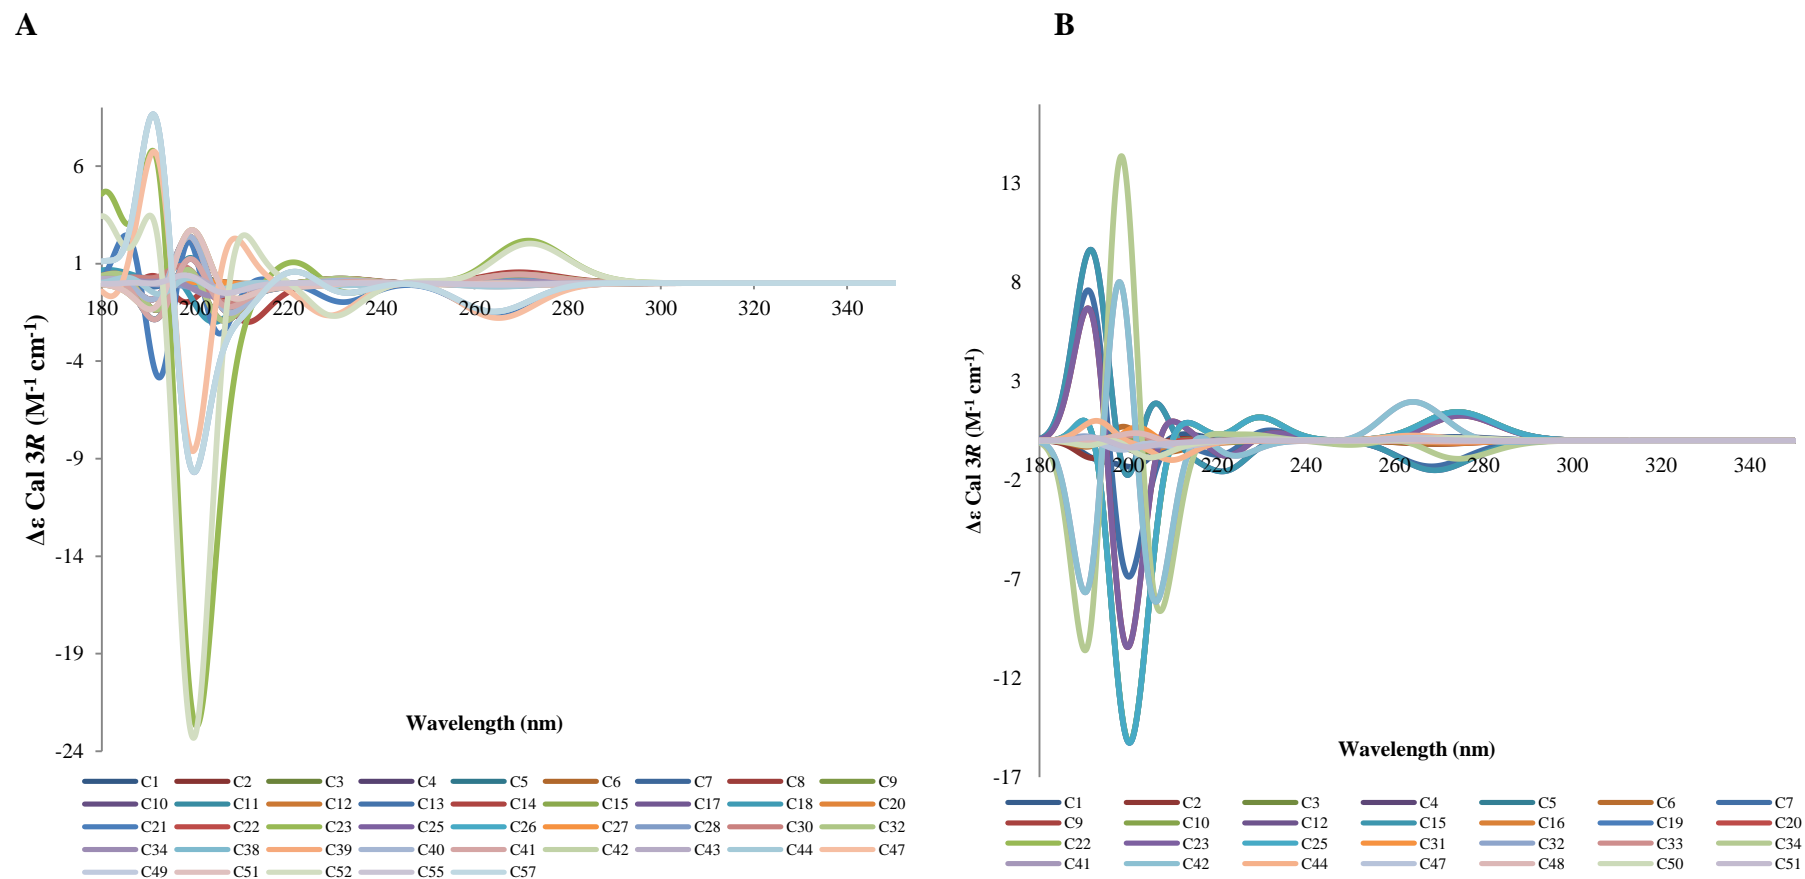 A
B
6
1
-4
-9
-14
-19
-24
180 200 220 240 260 280 300 320 340
Δε Cal 3R (M-1 cm-1)
Wavelength (nm)
C1 C2 C3 C4 C5 C6 C7 C8 C9
C10 C11 C12 C13 C14 C15 C17 C18 C20
C21 C22 C23 C25 C26 C27 C28 C30 C32
C34 C38 C39 C40 C41 C42 C43 C44 C47
C49 C51 C52 C55 C57
13
8
3
-2
-7
-12
-17
180 200 220 240 260 280 300 320 340
Δε Cal 3R (M-1 cm-1)
Wavelength (nm)
C1 C2 C3 C4 C5 C6 C7
C9 C10 C12 C15 C16 C19 C20
C22 C23 C25 C31 C32 C33 C34
C41 C42 C44 C47 C48 C50 C51